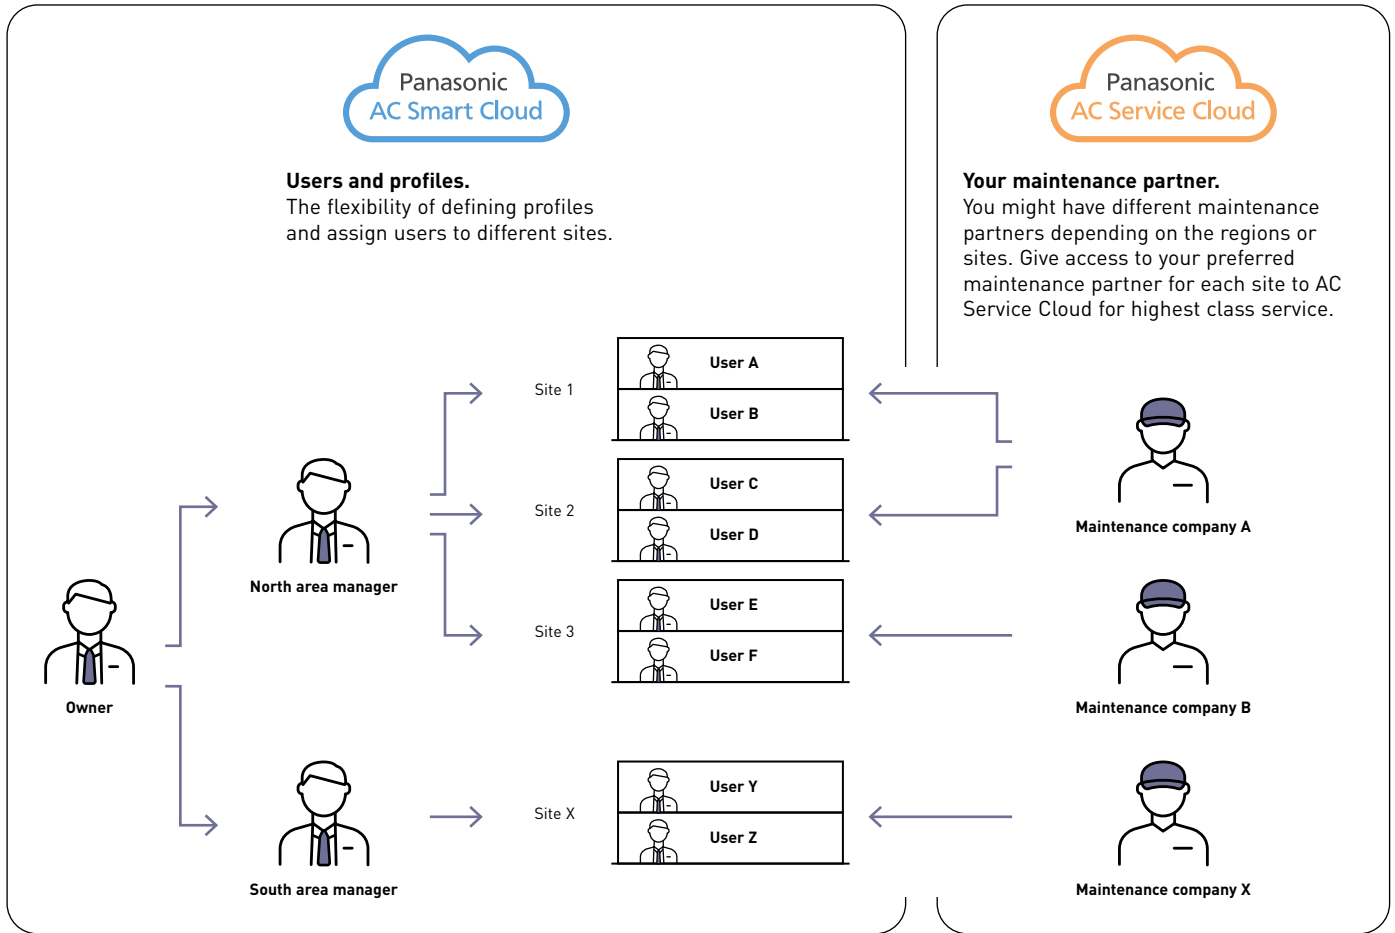 Panasonic
AC Smart Cloud
Users and profiles.
The flexibility of defining profiles
and assign users to different sites.
Panasonic
AC Service Cloud
Your maintenance partner.
You might have different maintenance
partners depending on the regions or
sites. Give access to your preferred
maintenance partner for each site to AC
Service Cloud for highest class service.
Owner
North area manager
South area manager
Site 1
User A
User B
Site 2
User C
User D
Site 3
User E
User F
Site X
User Y
User Z
Maintenance company A
Maintenance company B
Maintenance company X